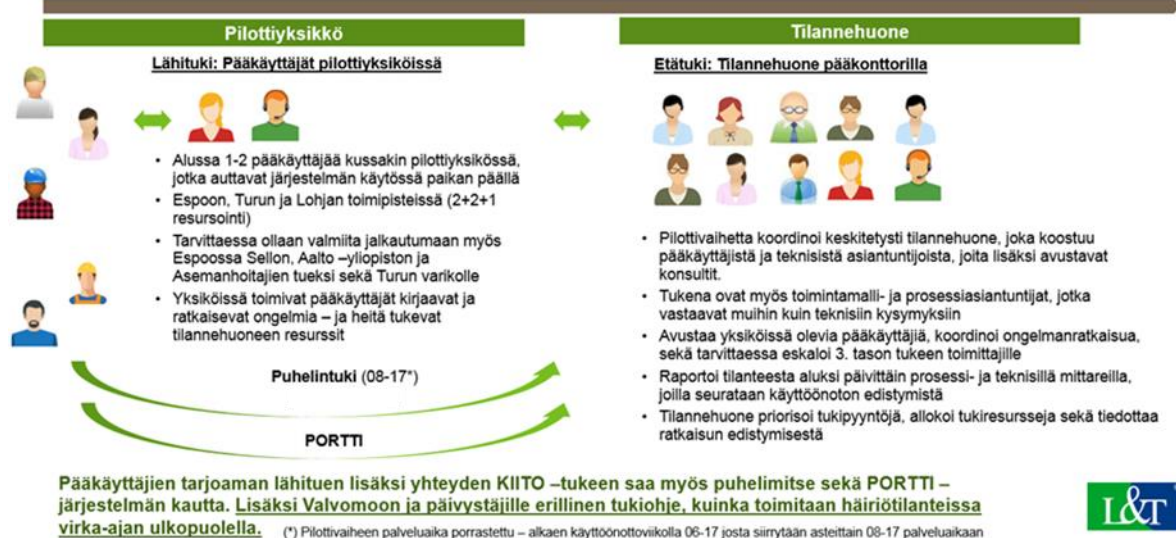 Pilottiyksikkö
Lähituki: Pääkäyttäjät pilottiyksiköissä
• Alussa 1-2 pääkäyttäjää kussakin pilottiyksikössä,
jotka auttavat järjestelmän käytössä paikan päällä
• Espoon, Turun ja Lohjan toimipisteissä (2+2+1
resursointi)
• Tarvittaessa ollaan valmiita jalkautumaan myös
Espoossa Sellon, Aalto –yliopiston ja
Asemanhoitajien tueksi sekä Turun varikolle
• Yksiköissä toimivat pääkäyttäjät kirjaavat ja
ratkaisevat ongelmia – ja heitä tukevat
tilannehuoneen resurssit
Puhelintuki (08-17*)
PORTTI
Tilannehuone
Etätuki: Tilannehuone pääkonttorilla
• Pilottivaihetta koordinoi keskitetysti tilannehuone, joka koostuu
pääkäyttäjistä ja teknisistä asiantuntijoista, joita lisäksi avustavat
konsultit.
• Tukena ovat myös toimintamalli- ja prosessiasiantuntijat, jotka
vastaavat muihin kuin teknisiin kysymyksiin
• Avustaa yksiköissä olevia pääkäyttäjiä, koordinoi ongelmanratkaisua,
sekä tarvittaessa eskaloi 3. tason tukeen toimittajille
• Raportoi tilanteesta aluksi päivittäin prosessi- ja teknisillä mittareilla,
joilla seurataan käyttöönoton edistymistä
• Tilannehuone priorisoi tukipyyntöjä, allokoi tukiresursseja sekä tiedottaa
ratkaisun edistymisestä
Pääkäyttäjien tarjoaman lähituen lisäksi yhteyden KIITO –tukeen saa myös puhelimitse sekä PORTTI –
järjestelmän kautta. Lisäksi Valvomoon ja päivystäjille erillinen tukiohje, kuinka toimitaan häiriötilanteissa
virka-ajan ulkopuolella. (*) Pilottivaiheen palveluaika porrastettu – alkaen käyttöönottoviikolla 06-17 josta siirrytään asteittain 08-17 palveluaikaan
L&T